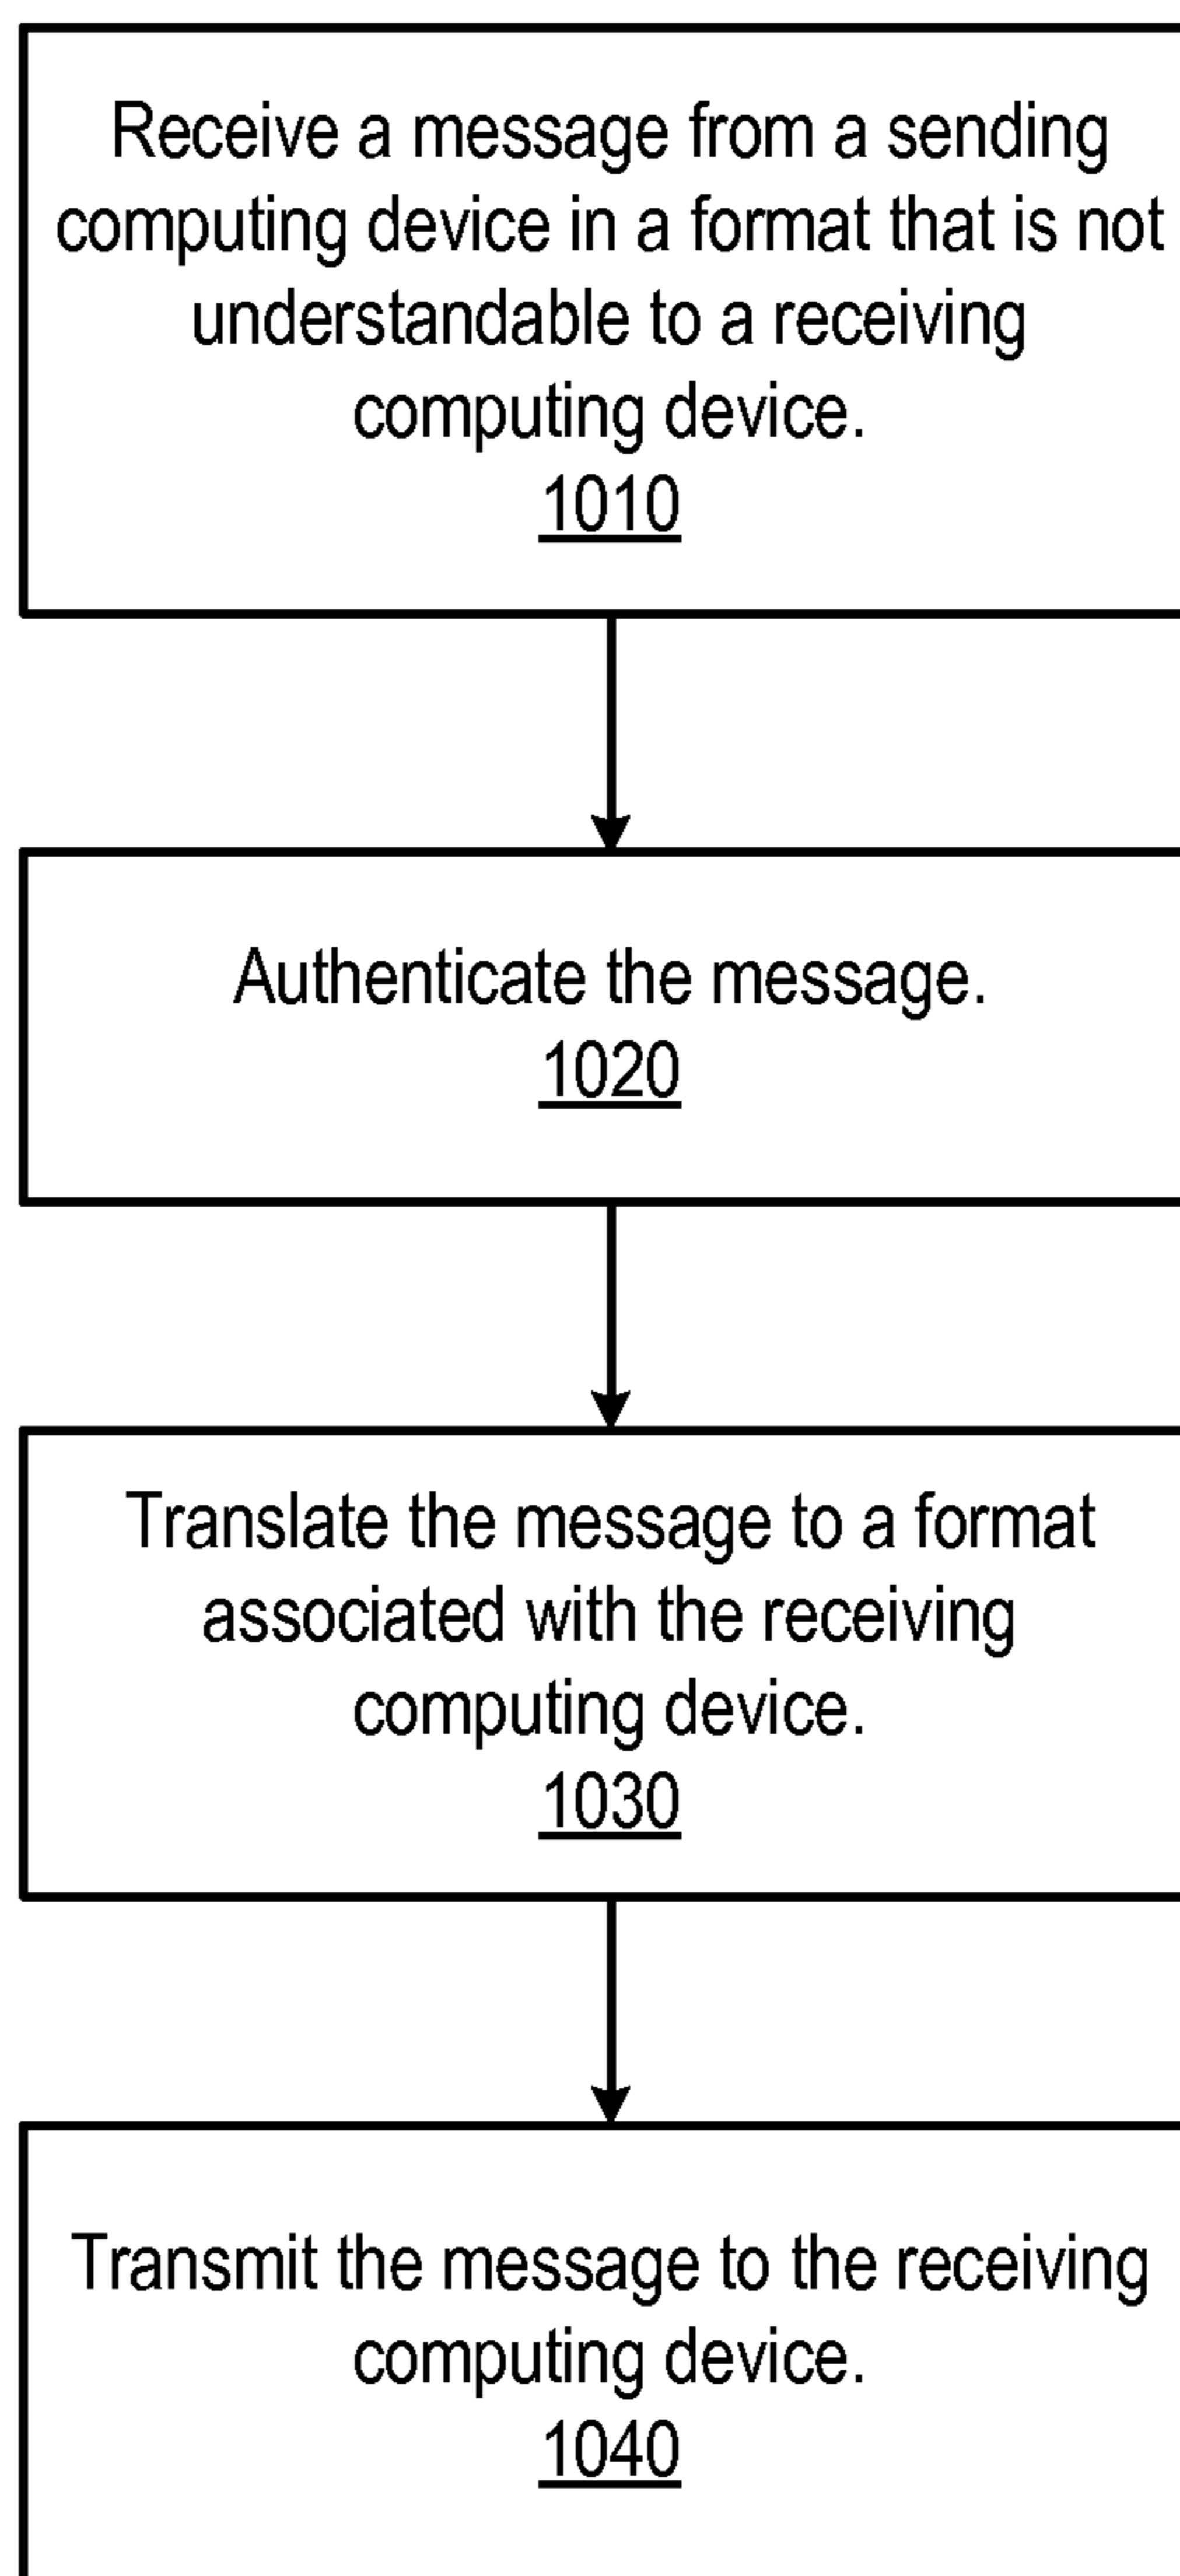 Receive a message from a sending
computing device in a format that is not
understandable to a receiving
computing device.
1010
Authenticate the message.
1020
Translate the message to a format
associated with the receiving
computing device.
1030
Transmit the message to the receiving
computing device.
1040